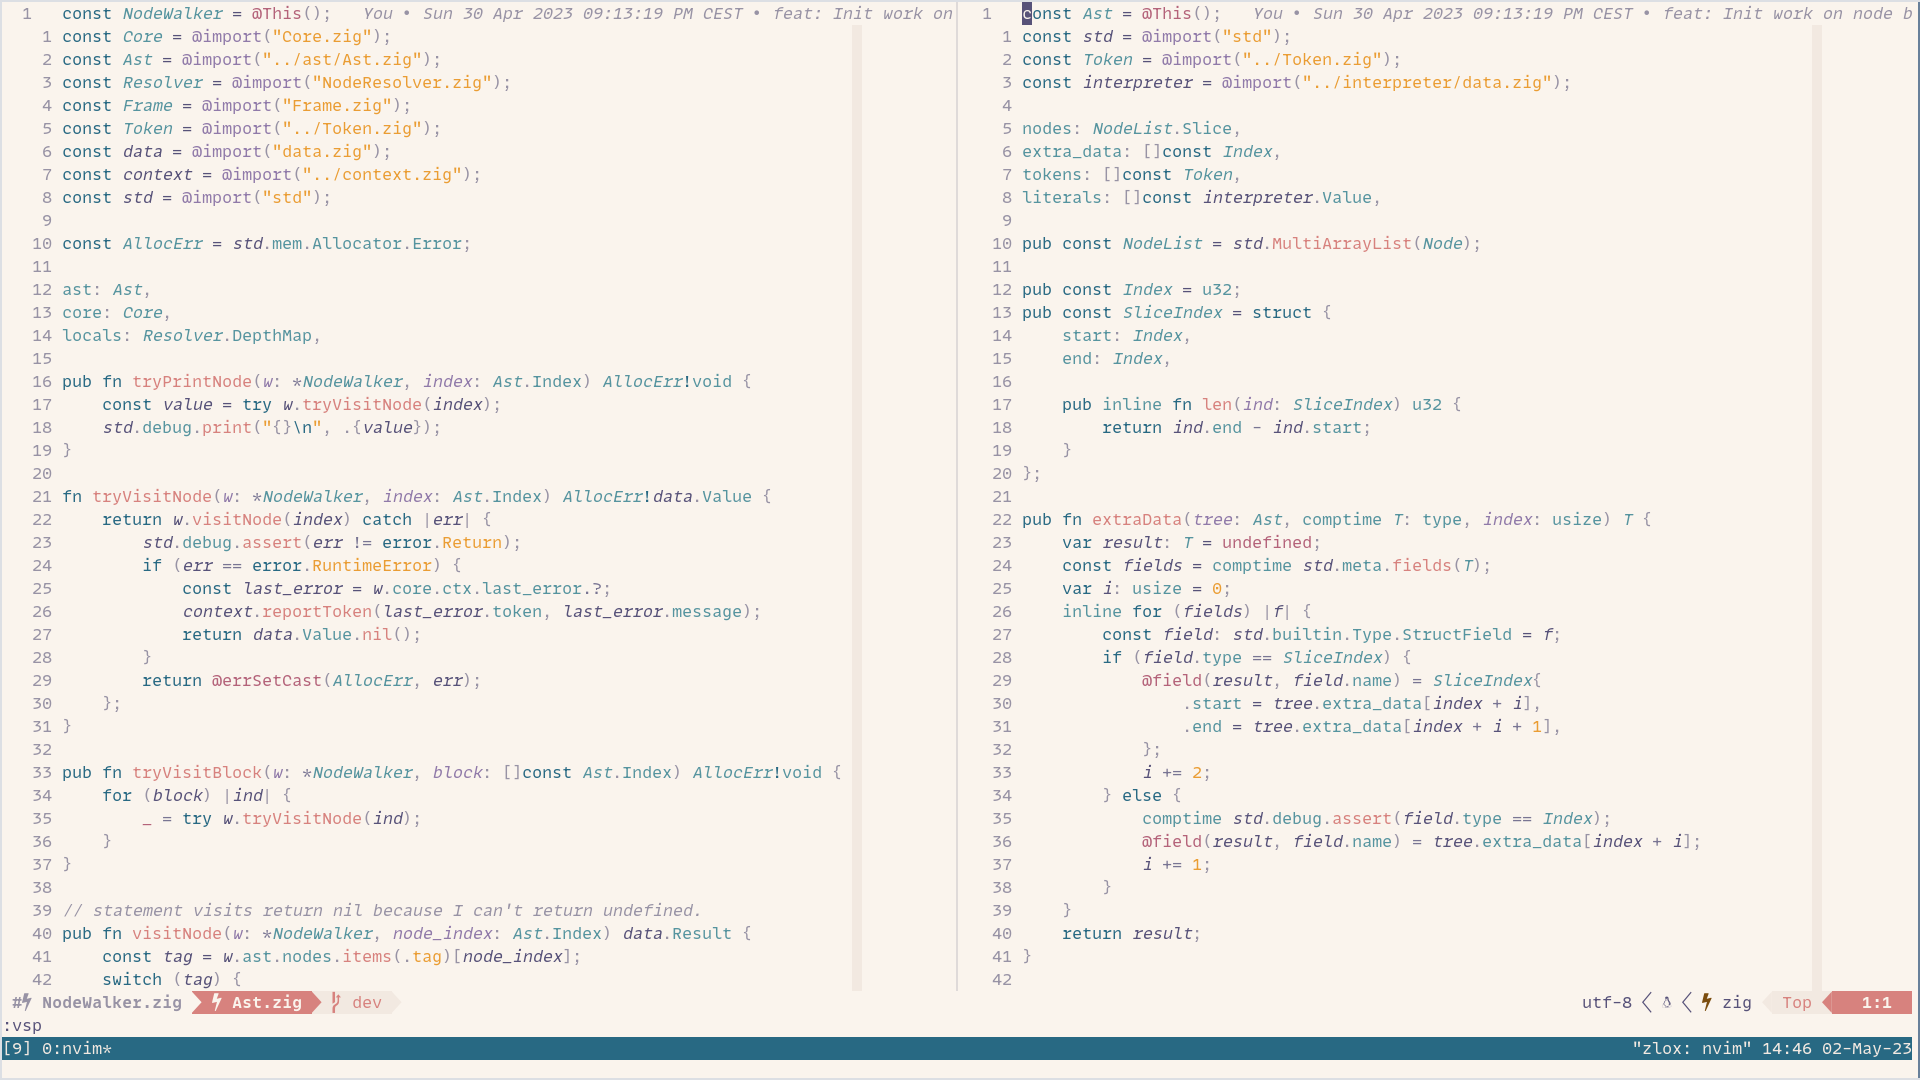 1 const NodeWalker = @This(); You • Sun 30 Apr 2023 09:13:19 PM CEST • feat: Init work on
1 const Core = @import("Core.zig");
2 const Ast = @import("../ast/Ast.zig");
3 const Resolver = @import("NodeResolver.zig");
4 const Frame = @import("Frame.zig");
5 const Token = @import("../Token.zig");
6 const data = @import("data.zig");
7 const context = @import("../context.zig");
8 const std = @import("std");
9
10 const AllocErr = std.mem.Allocator.Error;
11
12 ast: Ast,
13 core: Core,
14 locals: Resolver.DepthMap,
15
16 pub fn tryPrintNode(w: *NodeWalker, index: Ast.Index) AllocErr!void {
17     const value = try w.tryVisitNode(index);
18     std.debug.print("{}\n", .{value});
19 }
20
21 fn tryVisitNode(w: *NodeWalker, index: Ast.Index) AllocErr!data.Value {
22     return w.visitNode(index) catch |err| {
23         std.debug.assert(err != error.Return);
24         if (err == error.RuntimeError) {
25             const last_error = w.core.ctx.last_error.?;
26             context.reportToken(last_error.token, last_error.message);
27             return data.Value.nil();
28         }
29         return @errSetCast(AllocErr, err);
30     };
31 }
32
33 pub fn tryVisitBlock(w: *NodeWalker, block: []const Ast.Index) AllocErr!void {
34     for (block) |ind| {
35         _ = try w.tryVisitNode(ind);
36     }
37 }
38
39 // statement visits return nil because I can't return undefined.
40 pub fn visitNode(w: *NodeWalker, node_index: Ast.Index) data.Result {
41     const tag = w.ast.nodes.items(.tag)[node_index];
42     switch (tag) {
1 const Ast = @This(); You • Sun 30 Apr 2023 09:13:19 PM CEST • feat: Init work on node b
1 const std = @import("std");
2 const Token = @import("../Token.zig");
3 const interpreter = @import("../interpreter/data.zig");
4
5 nodes: NodeList.Slice,
6 extra_data: []const Index,
7 tokens: []const Token,
8 literals: []const interpreter.Value,
9
10 pub const NodeList = std.MultiArrayList(Node);
11
12 pub const Index = u32;
13 pub const SliceIndex = struct {
14     start: Index,
15     end: Index,
16
17     pub inline fn len(ind: SliceIndex) u32 {
18         return ind.end - ind.start;
19     }
20 };
21
22 pub fn extraData(tree: Ast, comptime T: type, index: usize) T {
23     var result: T = undefined;
24     const fields = comptime std.meta.fields(T);
25     var i: usize = 0;
26     inline for (fields) |f| {
27         const field: std.builtin.Type.StructField = f;
28         if (field.type == SliceIndex) {
29             @field(result, field.name) = SliceIndex{
30                 .start = tree.extra_data[index + i],
31                 .end = tree.extra_data[index + i + 1],
32             };
33             i += 2;
34         } else {
35             comptime std.debug.assert(field.type == Index);
36             @field(result, field.name) = tree.extra_data[index + i];
37             i += 1;
38         }
39     }
40     return result;
41 }
42
# NodeWalker.zig Ast.zig dev utf-8 zig Top 1:1
:vsp
[9] 0:nvim* "zlox: nvim" 14:46 02-May-23